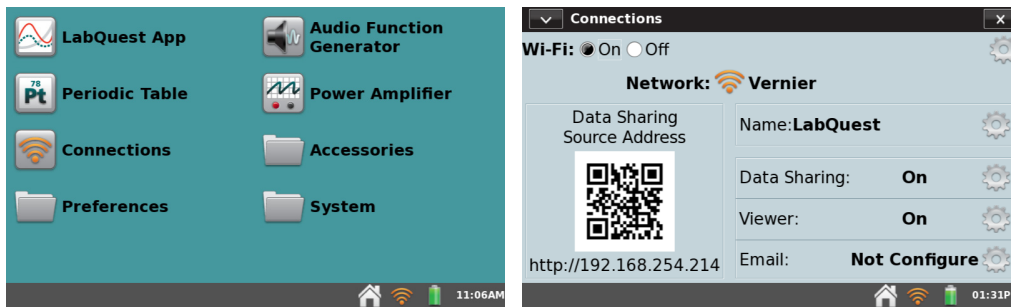 LabQuest App
Audio Function
Generator
78
Pt
Periodic Table
Power Amplifier
Connections
Accessories
Preferences
System
11:06AM
Connections
x
Wi-Fi: On Off
Network: Vernier
Data Sharing
Source Address
http://192.168.254.214
Name:LabQuest
Data Sharing: On
Viewer: On
Email: Not Configure
01:31P